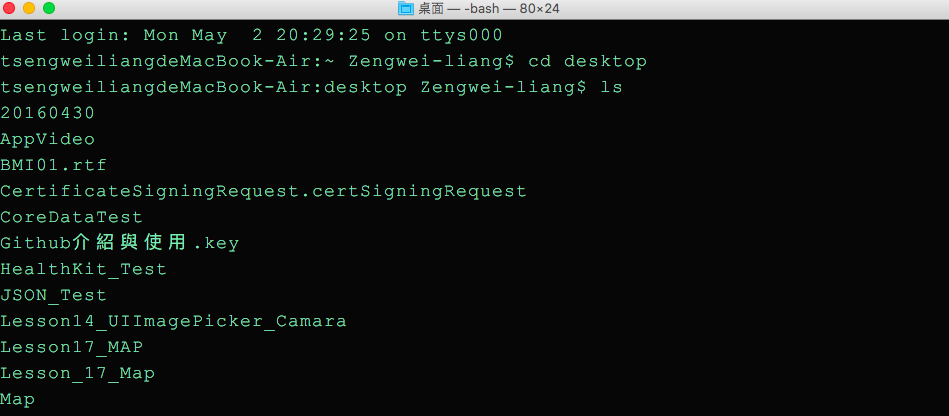 桌面 — -bash — 80×24
Last login: Mon May  2 20:29:25 on ttys000
tsengweiliangdeMacBook-Air:~ Zengwei-liang$ cd desktop
tsengweiliangdeMacBook-Air:desktop Zengwei-liang$ ls
20160430
AppVideo
BMI01.rtf
CertificateSigningRequest.certSigningRequest
CoreDataTest
Github介紹與使用.key
HealthKit_Test
JSON_Test
Lesson14_UIImagePicker_Camara
Lesson17_MAP
Lesson_17_Map
Map